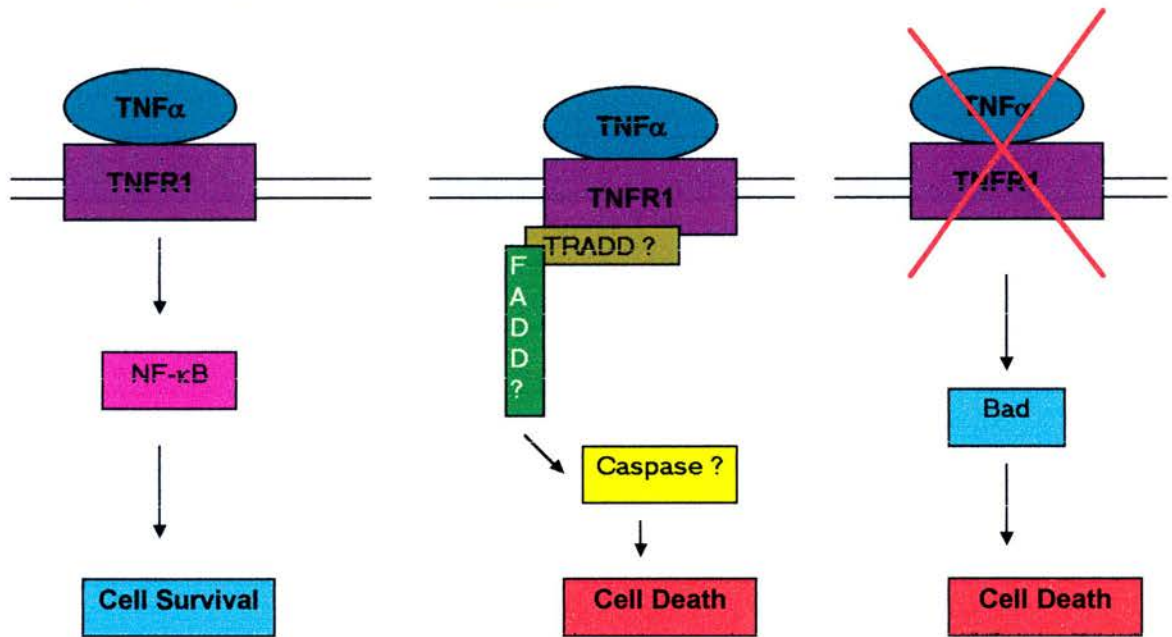 TNFα
TNFR1
NF-κB
Cell Survival
TNFα
TNFR1
TRADD ?
F
A
D
D
?
Caspase ?
Cell Death
TNFα
TNFR1
Bad
Cell Death